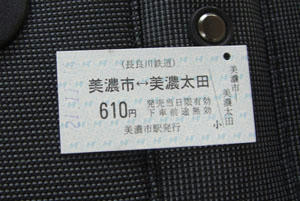 (長良川鉄道)
美濃市↔美濃太田
610円 発売当日限有効
下車前途無効
美濃市駅発行
美濃市—美濃太田
小